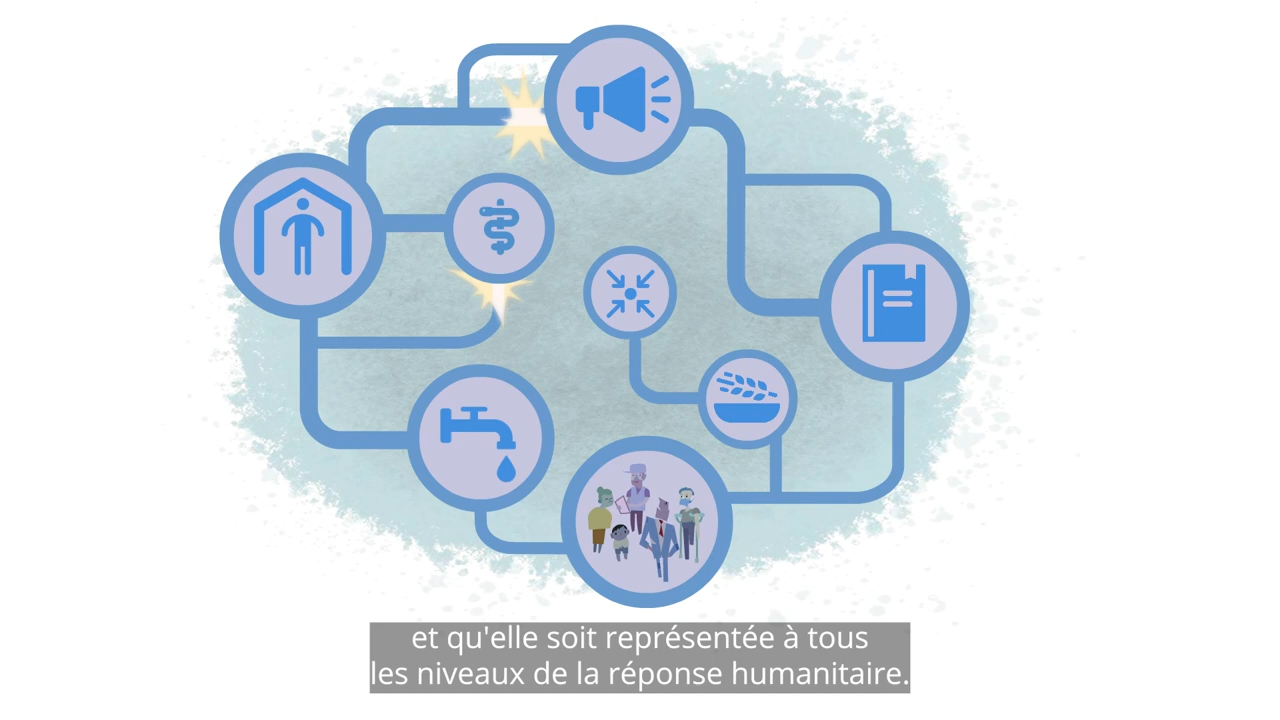 et qu'elle soit représentée à tous
les niveaux de la réponse humanitaire.